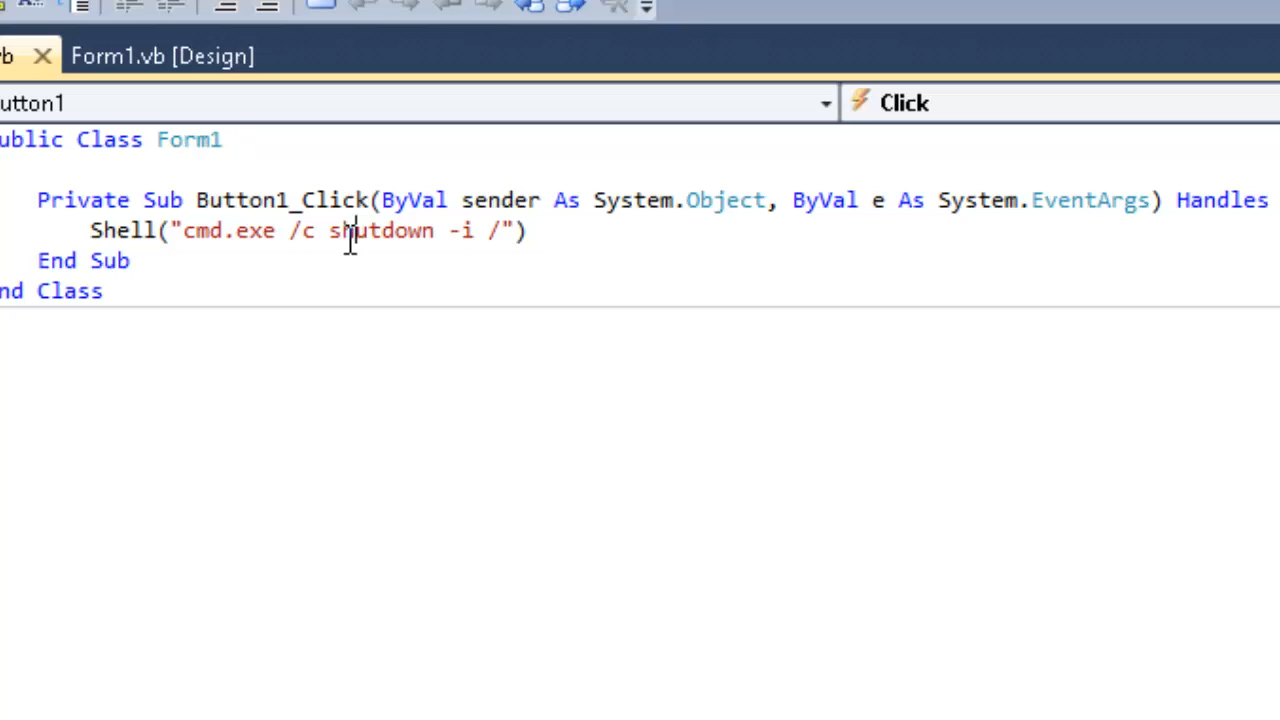 b Form1.vb [Design]
utton1 Click
ublic Class Form1
Private Sub Button1_Click(ByVal sender As System.Object, ByVal e As System.EventArgs) Handles
Shell("cmd.exe /c shutdown -i /")
End Sub
nd Class